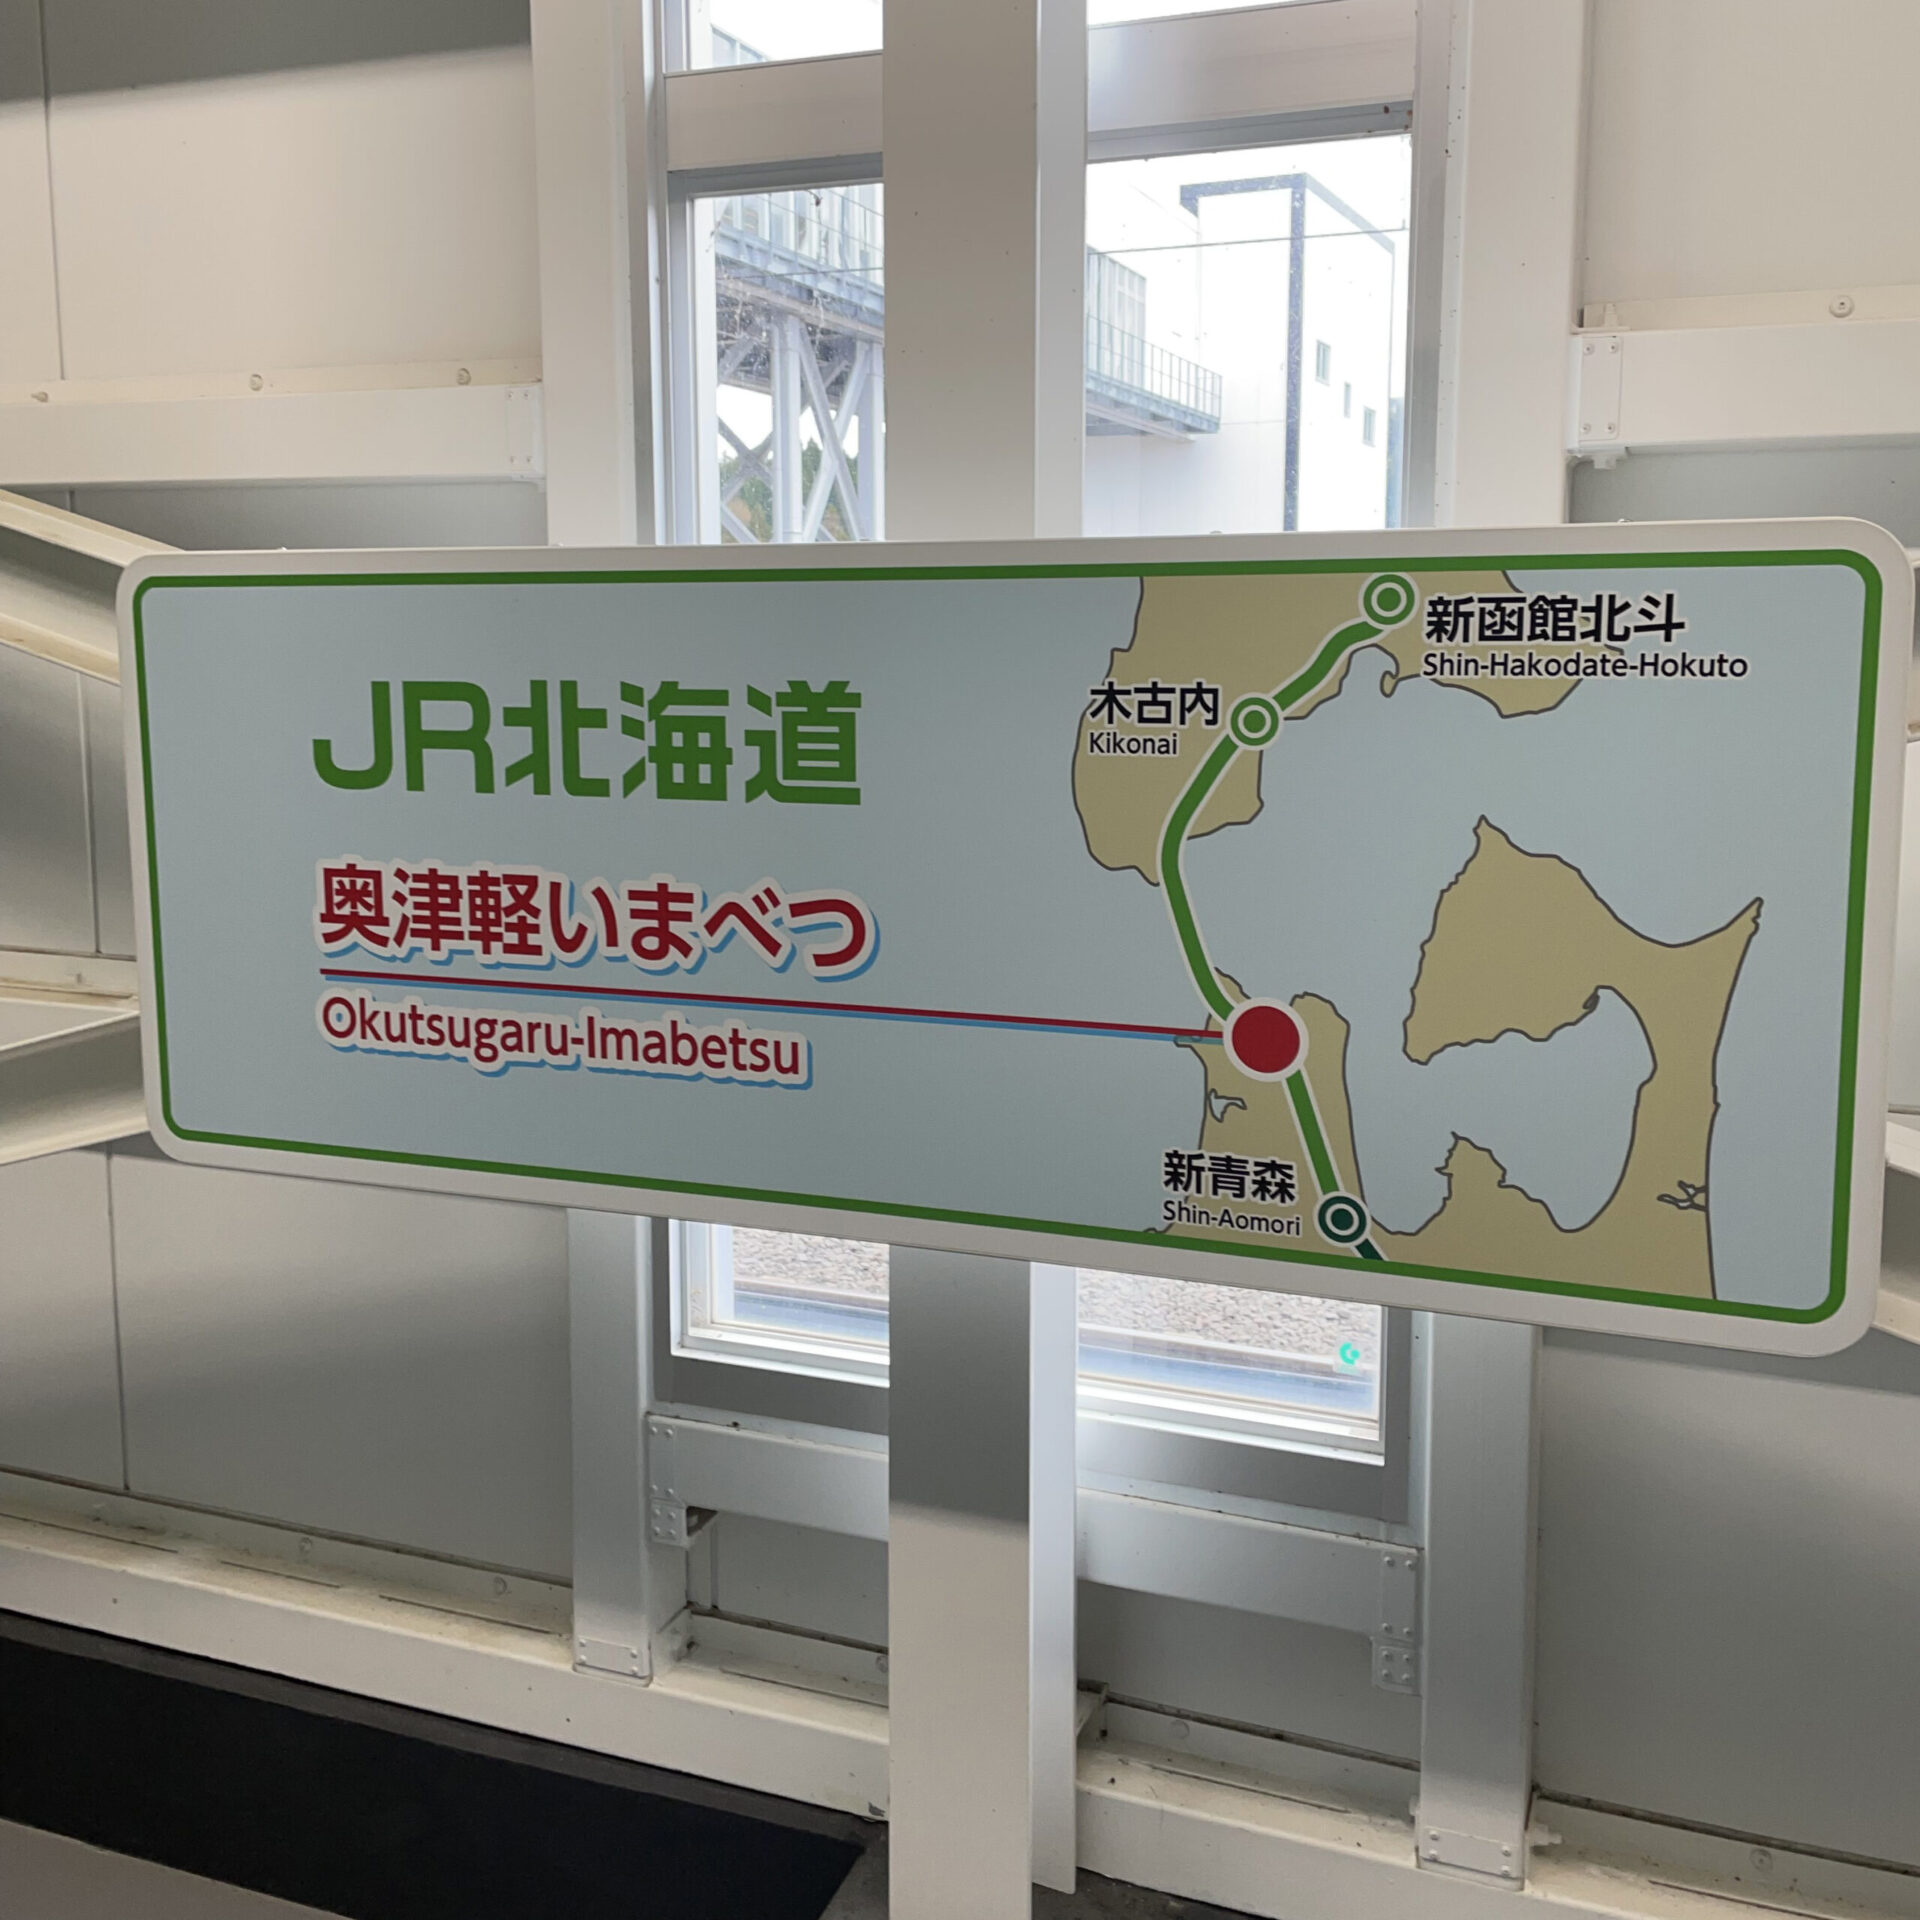 JR北海道
奥津軽いまべつ
Okutsugaru-Imabetsu
新函館北斗
Shin-Hakodate-Hokuto
木古内
Kikonai
新青森
Shin-Aomori